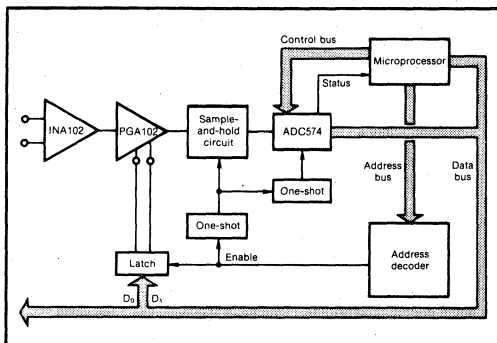 Control bus
Microprocessor
Status
INA102
PGA102
Sample-
and-hold
circuit
ADC574
One-shot
One-shot
Address
bus
Data
bus
Latch
Enable
Address
decoder
D₀
D₁